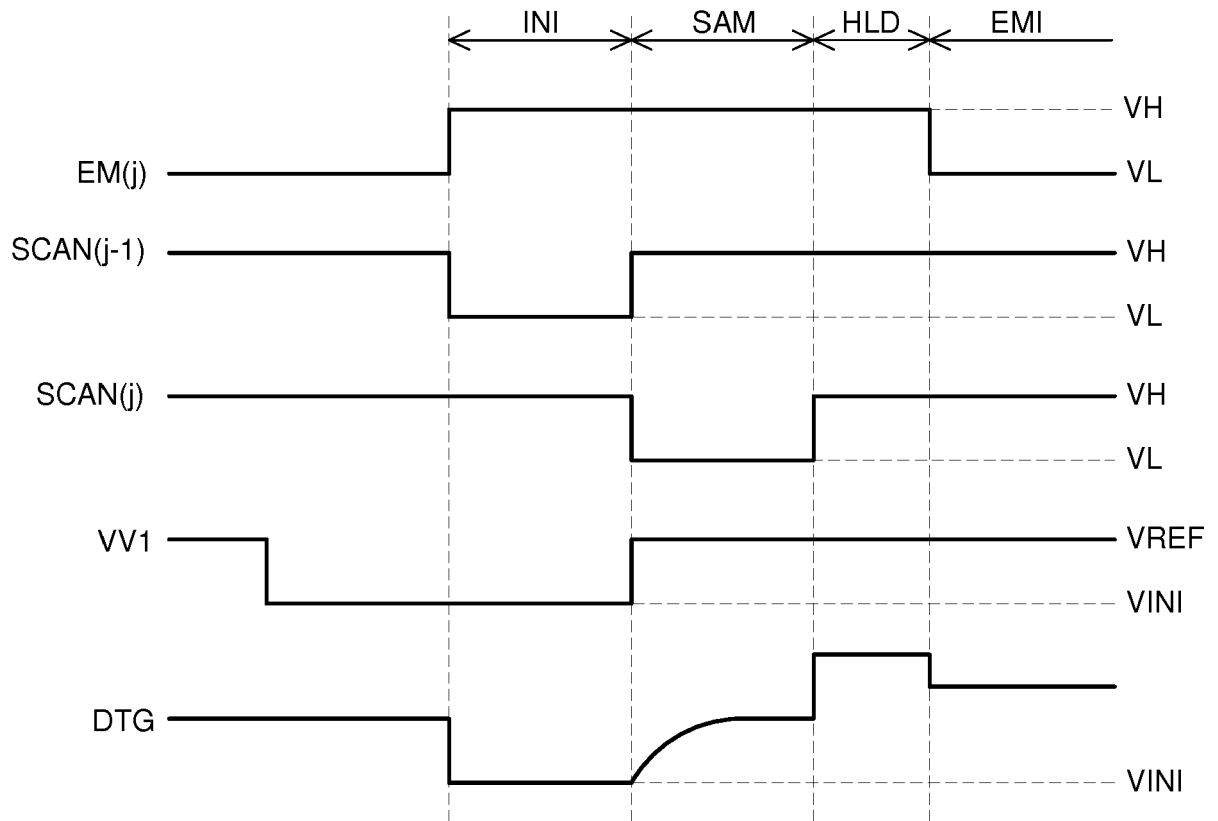 INI SAM HLD EMI
VH
EM(j) VL
SCAN(j-1) VH
VL
SCAN(j) VH
VL
VV1 VREF
VINI
DTG
VINI